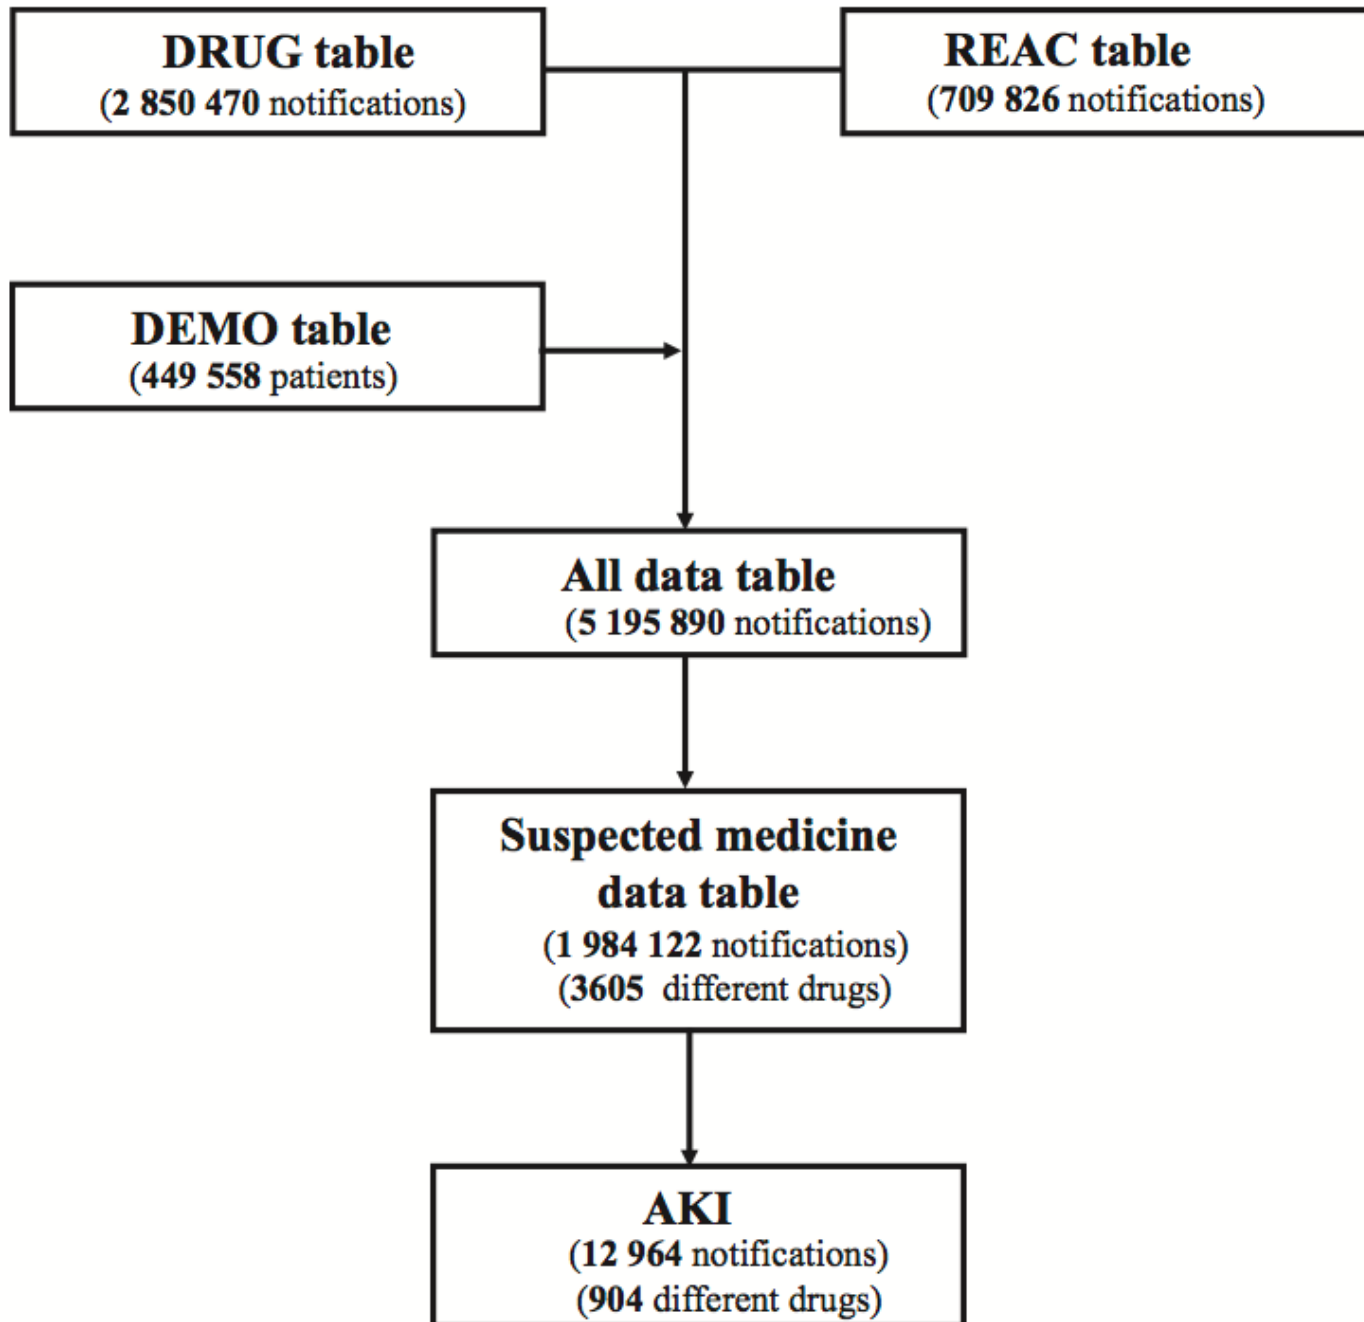 DRUG table
(2 850 470 notifications)
REAC table
(709 826 notifications)
DEMO table
(449 558 patients)
All data table
(5 195 890 notifications)
Suspected medicine
data table
(1 984 122 notifications)
(3605 different drugs)
AKI
(12 964 notifications)
(904 different drugs)